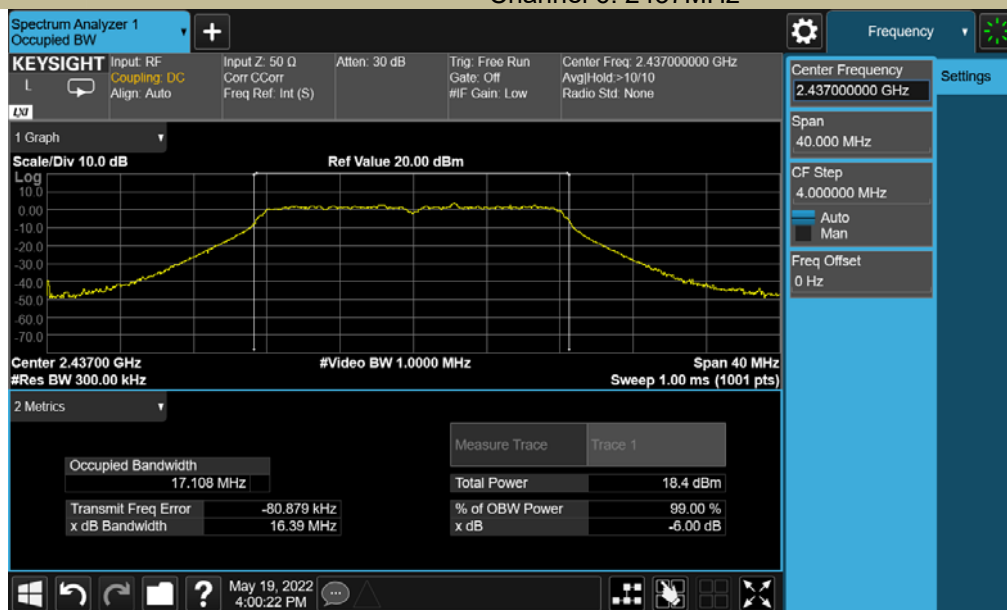 Channel 6: 2437MHz
Spectrum Analyzer 1
Occupied BW
Frequency
KEYSIGHT
L
LXI
Input: RF
Coupling: DC
Align: Auto
Input Z: 50 Ω
Corr CCorr
Freq Ref: Int (S)
Atten: 30 dB
Trig: Free Run
Gate: Off
#IF Gain: Low
Center Freq: 2.437000000 GHz
Avg|Hold:>10/10
Radio Std: None
Center Frequency
2.437000000 GHz
Settings
Span
40.000 MHz
CF Step
4.000000 MHz
Auto
Man
Freq Offset
0 Hz
1 Graph
Scale/Div 10.0 dB
Ref Value 20.00 dBm
Log
10.0
0.00
-10.0
-20.0
-30.0
-40.0
-50.0
-60.0
-70.0
Center 2.43700 GHz
#Video BW 1.0000 MHz
Span 40 MHz
#Res BW 300.00 kHz
Sweep 1.00 ms (1001 pts)
2 Metrics
Measure Trace
Trace 1
Occupied Bandwidth
17.108 MHz
Total Power
18.4 dBm
Transmit Freq Error
-80.879 kHz
% of OBW Power
99.00 %
x dB Bandwidth
16.39 MHz
x dB
-6.00 dB
May 19, 2022
4:00:22 PM